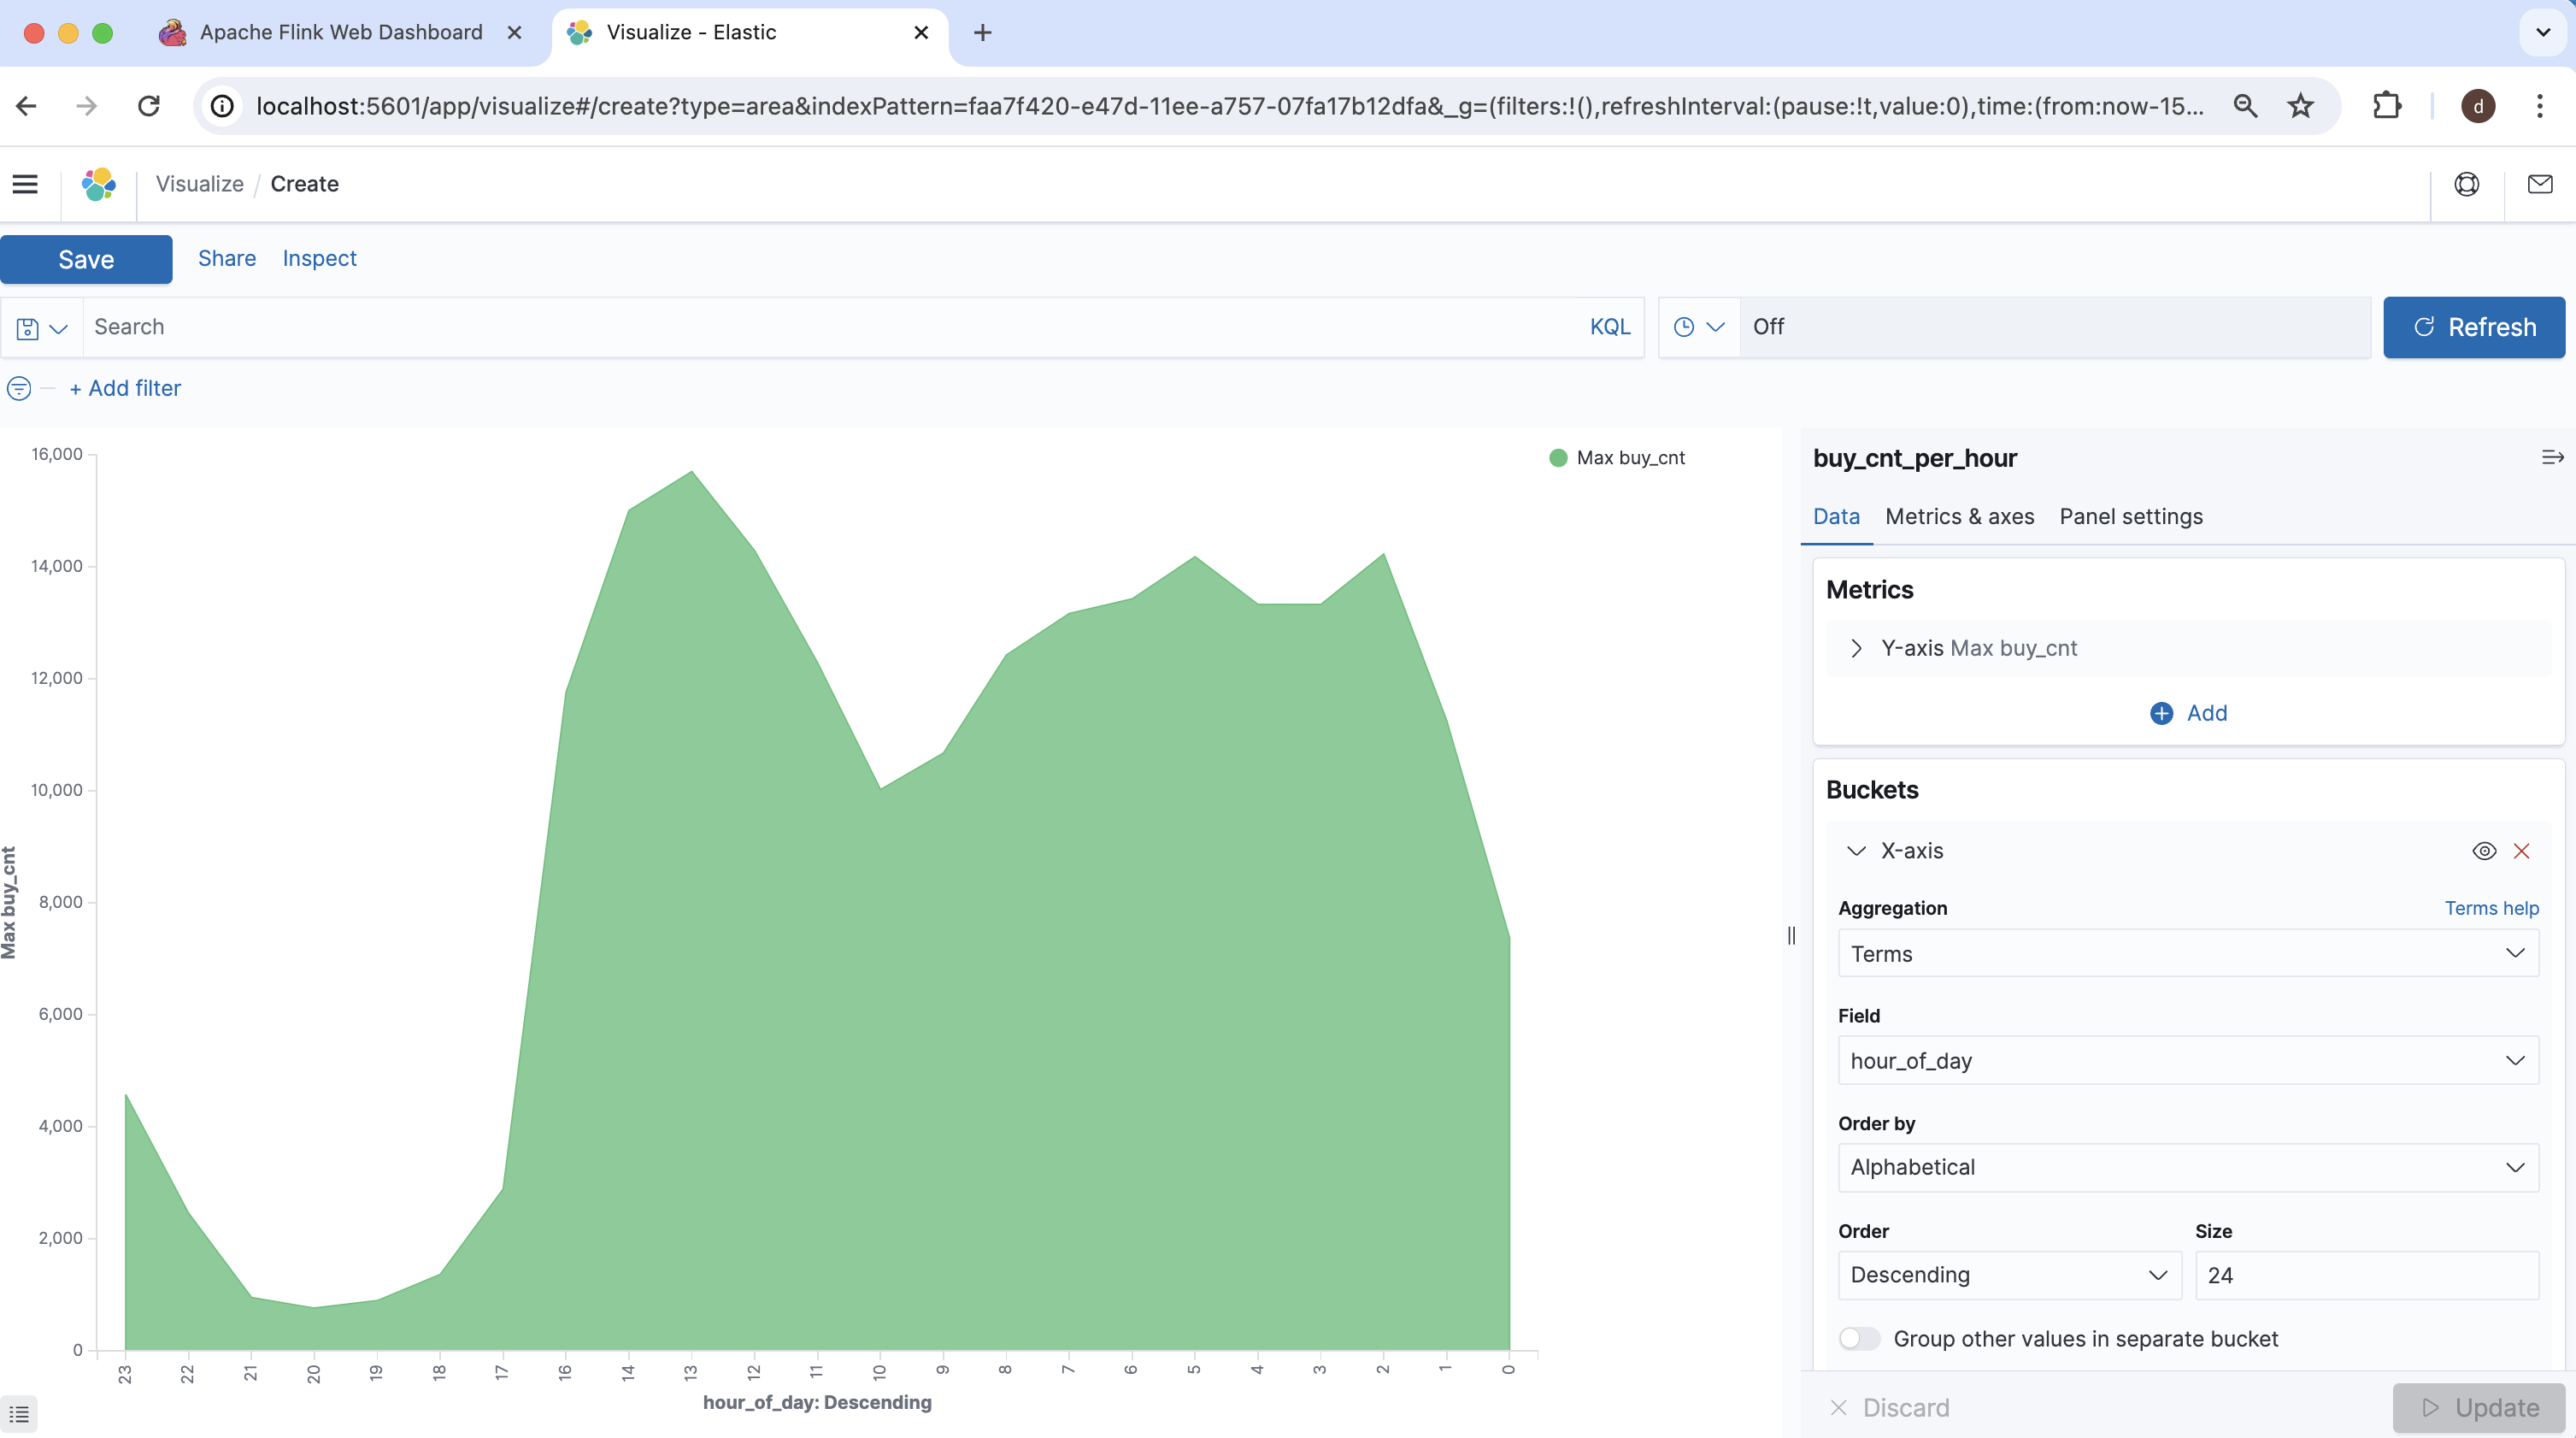 Apache Flink Web Dashboard
Visualize - Elastic
localhost:5601/app/visualize#/create?type=area&indexPattern=faa7f420-e47d-11ee-a757-07fa17b12dfa&_g=(filters:!(),refreshInterval:(pause:!t,value:0),time:(from:now-15...
d
Visualize / Create
Save Share Inspect
Search KQL Off Refresh
+ Add filter
16,000
14,000
12,000
10,000
8,000
6,000
4,000
2,000
0
Max buy_cnt
23 22 21 20 19 18 17 16 14 13 12 11 10 9 8 7 6 5 4 3 2 1 0
hour_of_day: Descending
Max buy_cnt
buy_cnt_per_hour
Data Metrics & axes Panel settings
Metrics
Y-axis Max buy_cnt
Add
Buckets
X-axis
Aggregation Terms help
Terms
Field
hour_of_day
Order by
Alphabetical
Order Size
Descending 24
Group other values in separate bucket
Discard Update